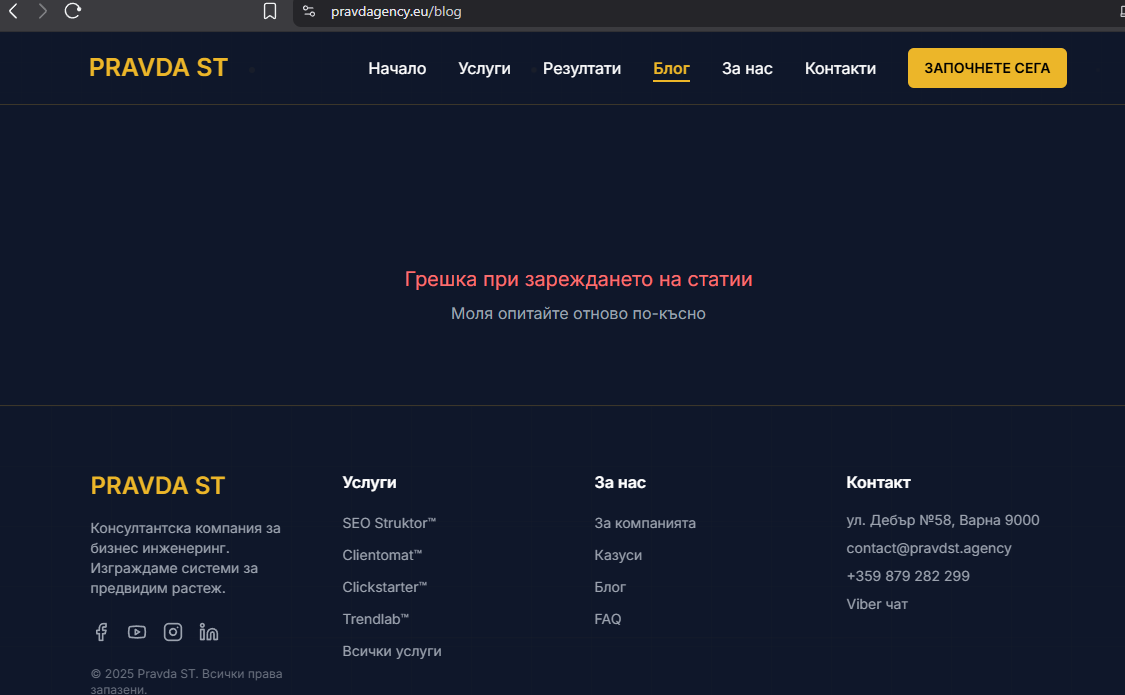 pravdagency.eu/blog
PRAVDA ST
Начало
Услуги
Резултати
Блог
За нас
Контакти
ЗАПОЧНЕТЕ СЕГА
Грешка при зареждането на статии
Моля опитайте отново по-късно
PRAVDA ST
Консултантска компания за
бизнес инженеринг.
Изграждаме системи за
предвидим растеж.
© 2025 Pravda ST. Всички права
запазени.
Услуги
SEO Struktor™
Clientomat™
Clickstarter™
Trendlab™
Всички услуги
За нас
За компанията
Казуси
Блог
FAQ
Контакт
ул. Дебър №58, Варна 9000
contact@pravdst.agency
+359 879 282 299
Viber чат